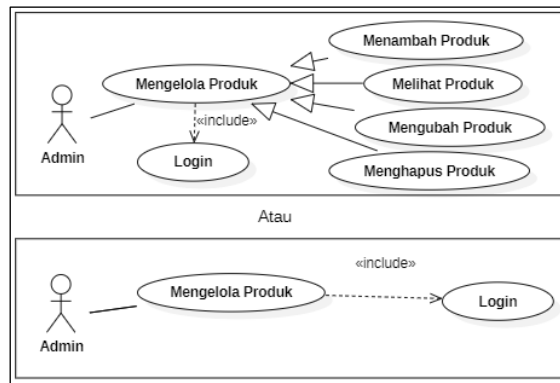 Menambah Produk
Mengelola Produk
Melihat Produk
«include»
Mengubah Produk
Admin
Login
Menghapus Produk
Atau
«include»
Mengelola Produk
Login
Admin